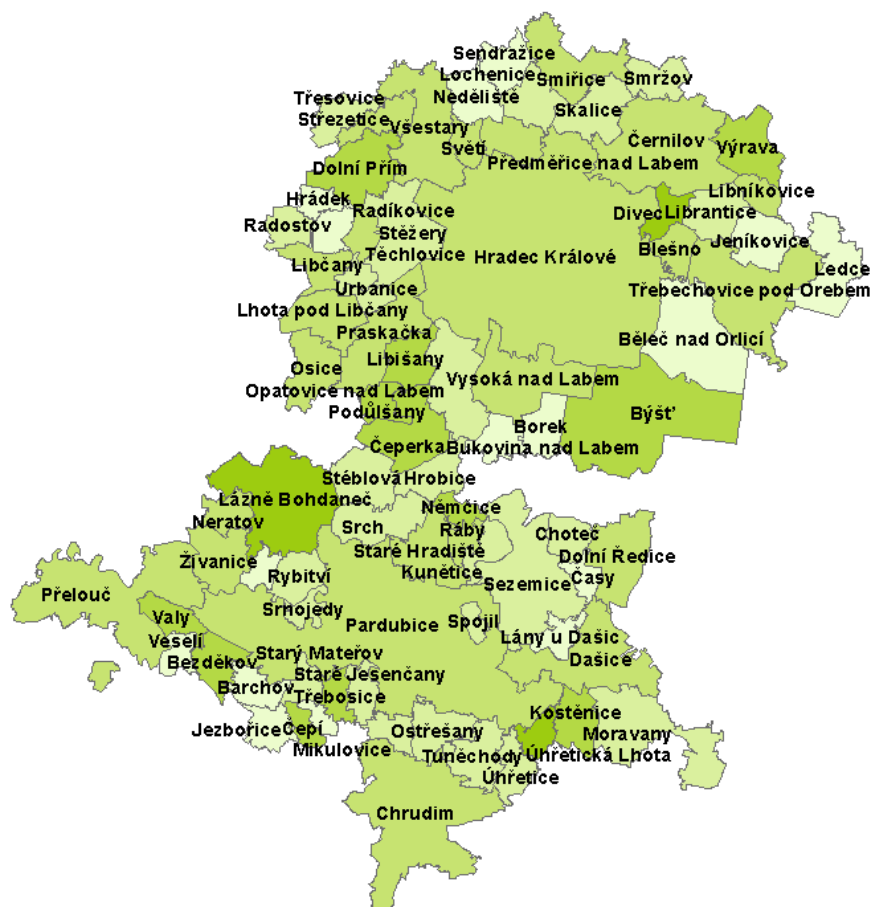 Sendražice
Lochenice
Smiřice
Smržov
Neděliště
Třesovice
Skalice
Střezetice
Všestary
Černilov
Výrava
Světí
Předměřice nad Labem
Dolní Přím
Libníkovice
Hrádek
Radíkovice
Divec
Librantice
Radostov
Stěžery
Jeníkovice
Blešno
Těchlovice
Hradec Králové
Libčany
Ledce
Urbanice
Třebechovice pod Orebem
Lhota pod Libčany
Praskačka
Běleč nad Orlicí
Libišany
Osice
Vysoká nad Labem
Opatovice nad Labem
Podůlšany
Býšť
Borek
Čeperka
Bukovina nad Labem
Stéblová
Hrobice
Lázně Bohdaneč
Němčice
Neratov
Srch
Ráby
Choteč
Staré Hradiště
Dolní Ředice
Živanice
Kunětice
Rybitví
Časy
Sezemice
Přelouč
Srnojedy
Valy
Spojil
Pardubice
Veselí
Lány u Dašic
Starý Mateřov
Dašice
Bezděkov
Staré Jesenčany
Barchov
Třebosice
Kostěnice
Jezbořice
Čepí
Ostřešany
Moravany
Mikulovice
Tuněchody
Úhřetická Lhota
Úhřetice
Chrudim